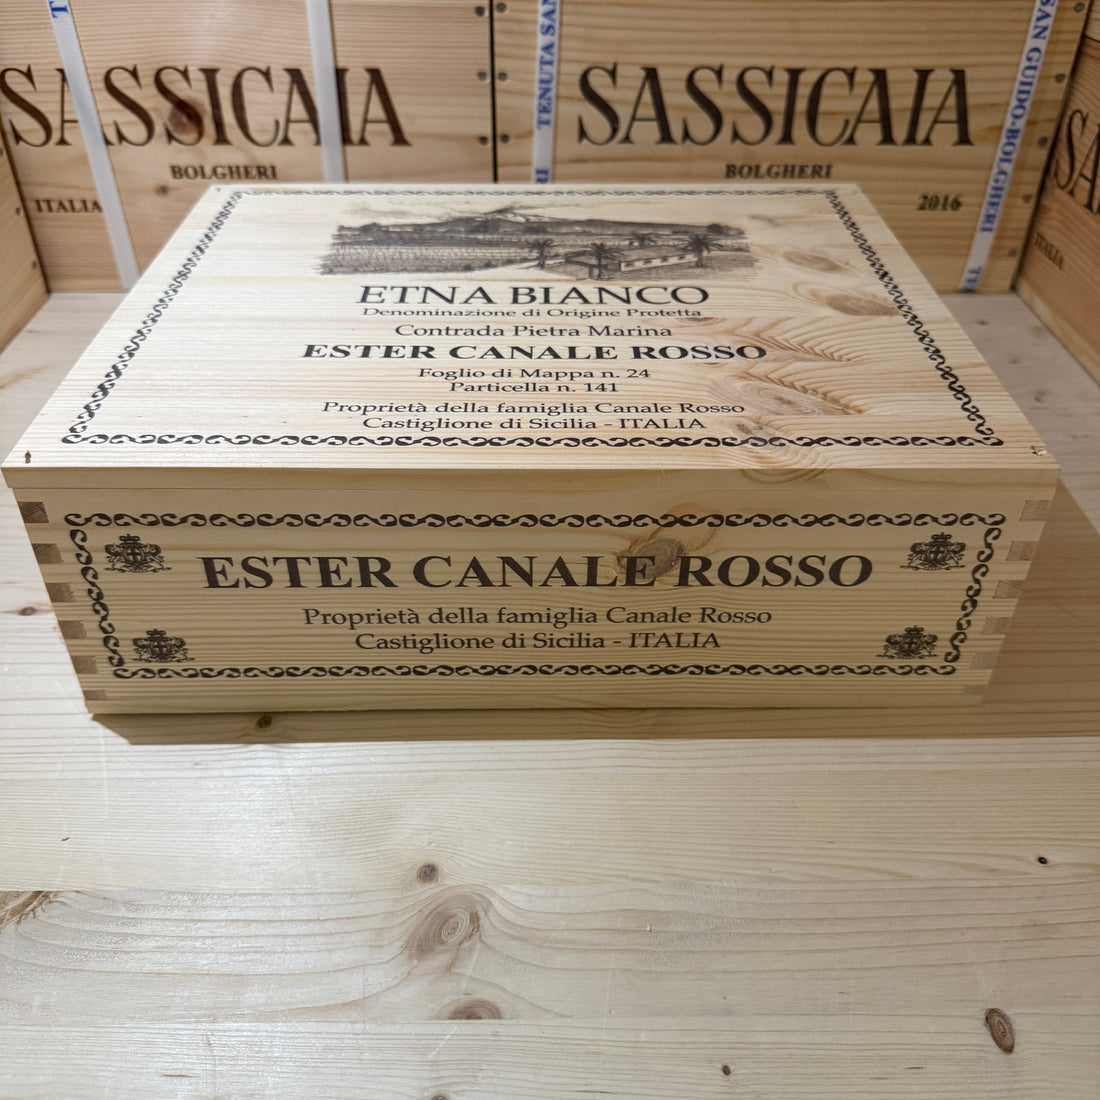 SASSICAIA
BOLGHERI
ITALIA
TENUTA SAN
SASSICAIA
BOLGHERI
2016
SAN GUIDO-BOLGHERI
ITALIA
ETNA BIANCO
Denominazione di Origine Protetta
Contrada Pietra Marina
ESTER CANALE ROSSO
Foglio di Mappa n. 24
Particella n. 141
Proprietà della famiglia Canale Rosso
Castiglione di Sicilia - ITALIA
ESTER CANALE ROSSO
Proprietà della famiglia Canale Rosso
Castiglione di Sicilia - ITALIA